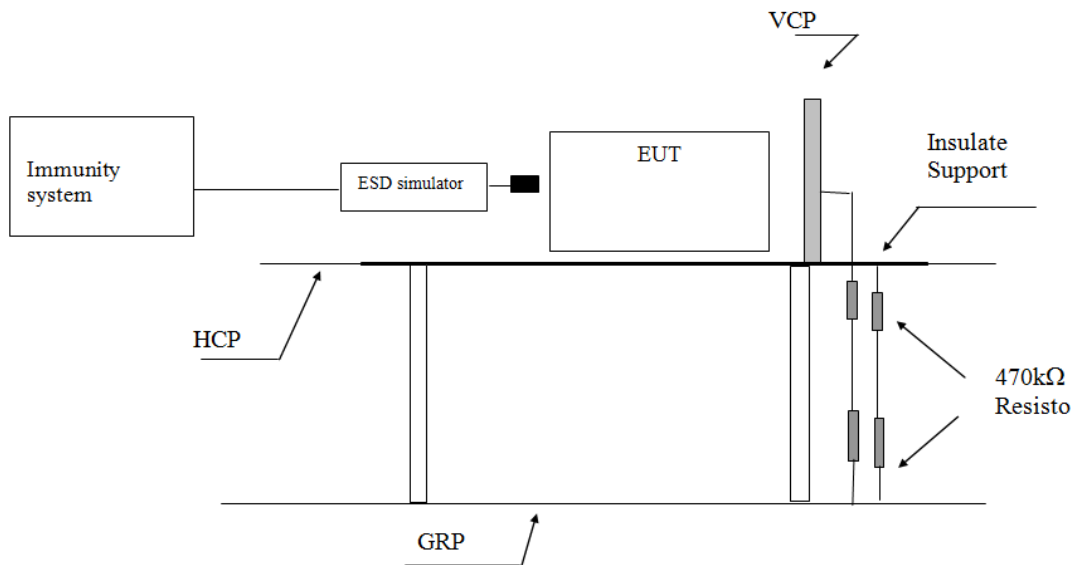 VCP
Immunity
system
ESD simulator
EUT
Insulate
Support
HCP
470kΩ
Resisto
GRP